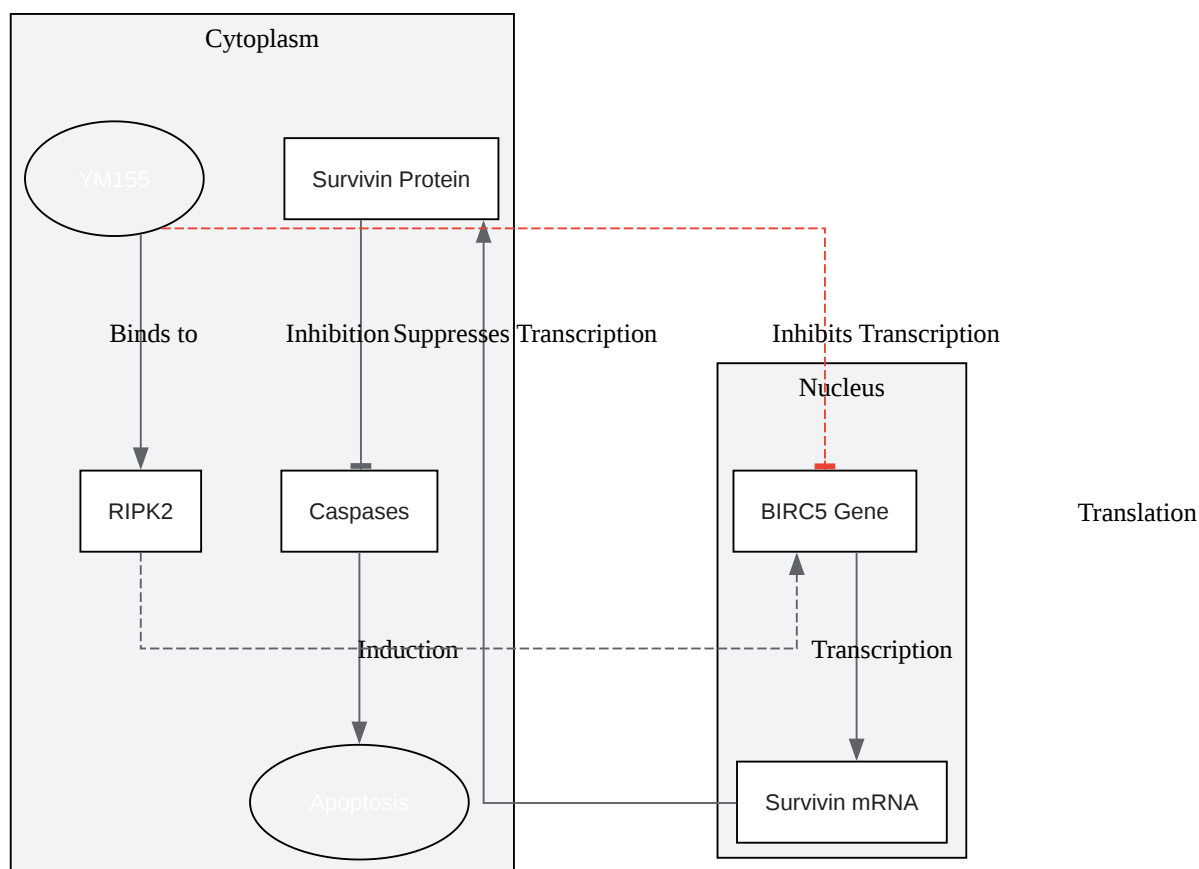 Cytoplasm
YM155
Survivin Protein
Binds to
Inhibition
Suppresses Transcription
Inhibits Transcription
Nucleus
RIPK2
Caspases
BIRC5 Gene
Translation
Induction
Transcription
Apoptosis
Survivin mRNA